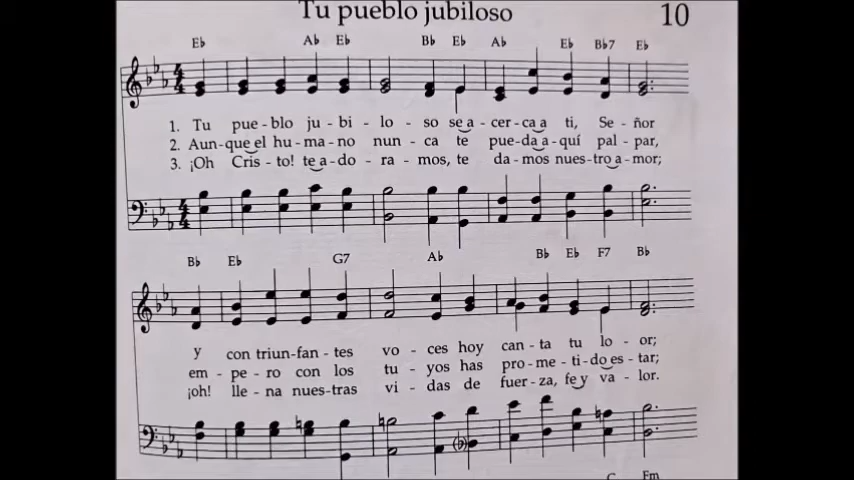 Tu pueblo jubiloso 10
Eb Ab Eb Bb Eb Ab Eb Bb7 Eb
1. Tu pue - blo ju - bi - lo - so se a - cer - ca a ti, Se - ñor
2. Aun - que el hu - ma - no nun - ca te pue - da a - quí pal - par,
3. ¡Oh Cris - to! te a - do - ra - mos, te da - mos nues - tro a - mor;
Bb Eb G7 Ab Bb Eb F7 Bb
y con triun - fan - tes vo - ces hoy can - ta tu lo - or;
em - pe - ro con los tu - yos has pro - me - ti - do es - tar;
¡oh! lle - na nues - tras vi - das de fuer - za, fe y va - lor.
C Fm